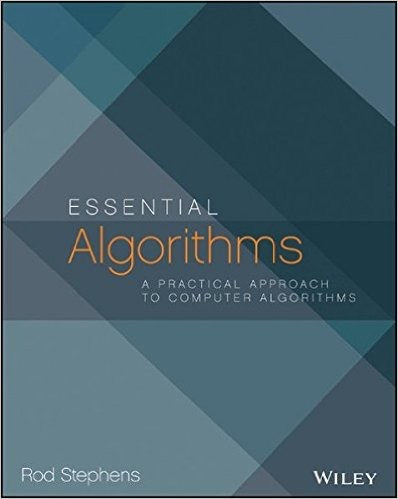 ESSENTIAL
Algorithms
A PRACTICAL APPROACH
TO COMPUTER ALGORITHMS
Rod Stephens
WILEY